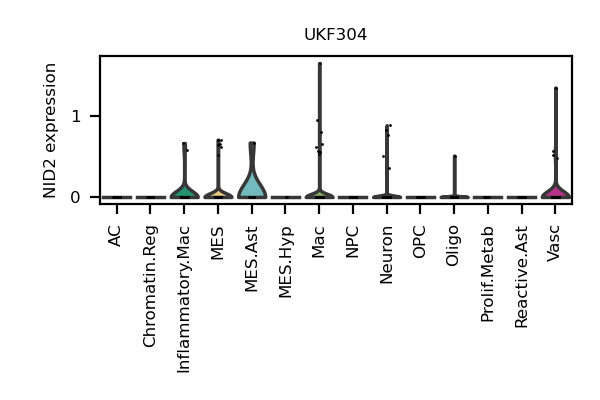 UKF304
NID2 expression
1
0
AC
Chromatin.Reg
Inflammatory.Mac
MES
MES.Ast
MES.Hyp
Mac
NPC
Neuron
OPC
Oligo
Prolif.Metab
Reactive.Ast
Vasc